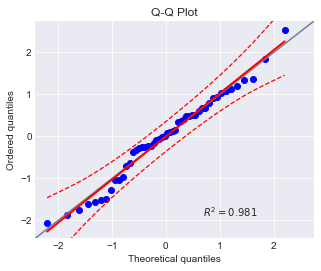 Q-Q Plot
Ordered quantiles
2
1
0
−1
−2
R² = 0.981
−2
−1
0
1
2
Theoretical quantiles